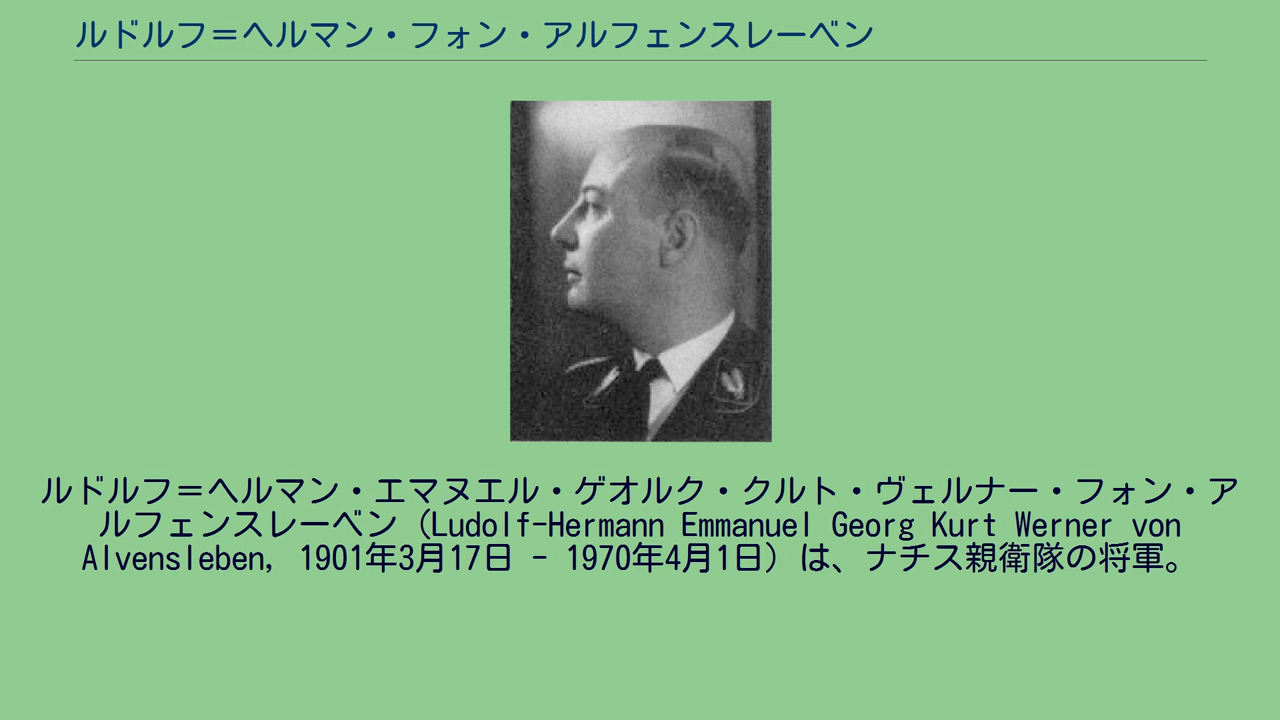 ルドルフ＝ヘルマン・フォン・アルフェンスレーベン
ルドルフ＝ヘルマン・エマヌエル・ゲオルク・クルト・ヴェルナー・フォン・ア
ルフェンスレーベン（Ludolf-Hermann Emmanuel Georg Kurt Werner von
Alvensleben, 1901年3月17日 - 1970年4月1日）は、ナチス親衛隊の将軍。